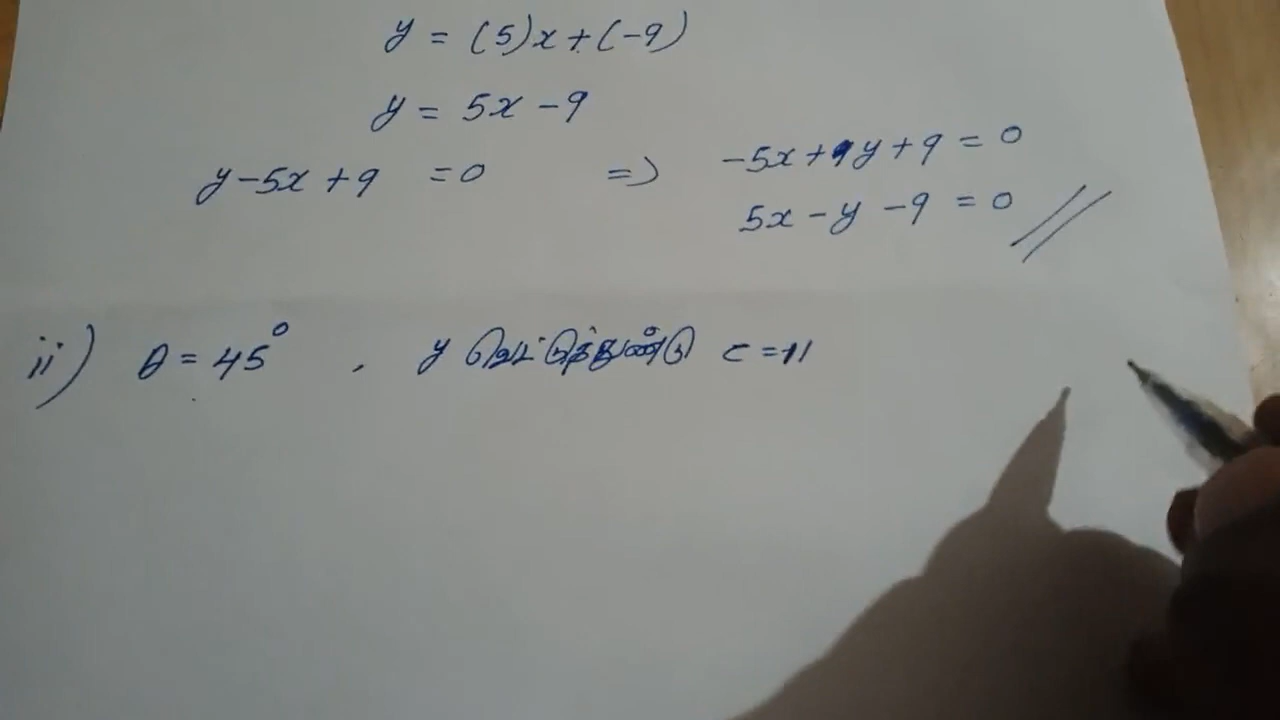 y = (5)x+(-9)
y = 5x -9
y-5x +9 =0 => -5x+y+9 = 0
5x -y -9 = 0 //
ii) θ = 45° , y வெட்டுத்துண்டு c = 11